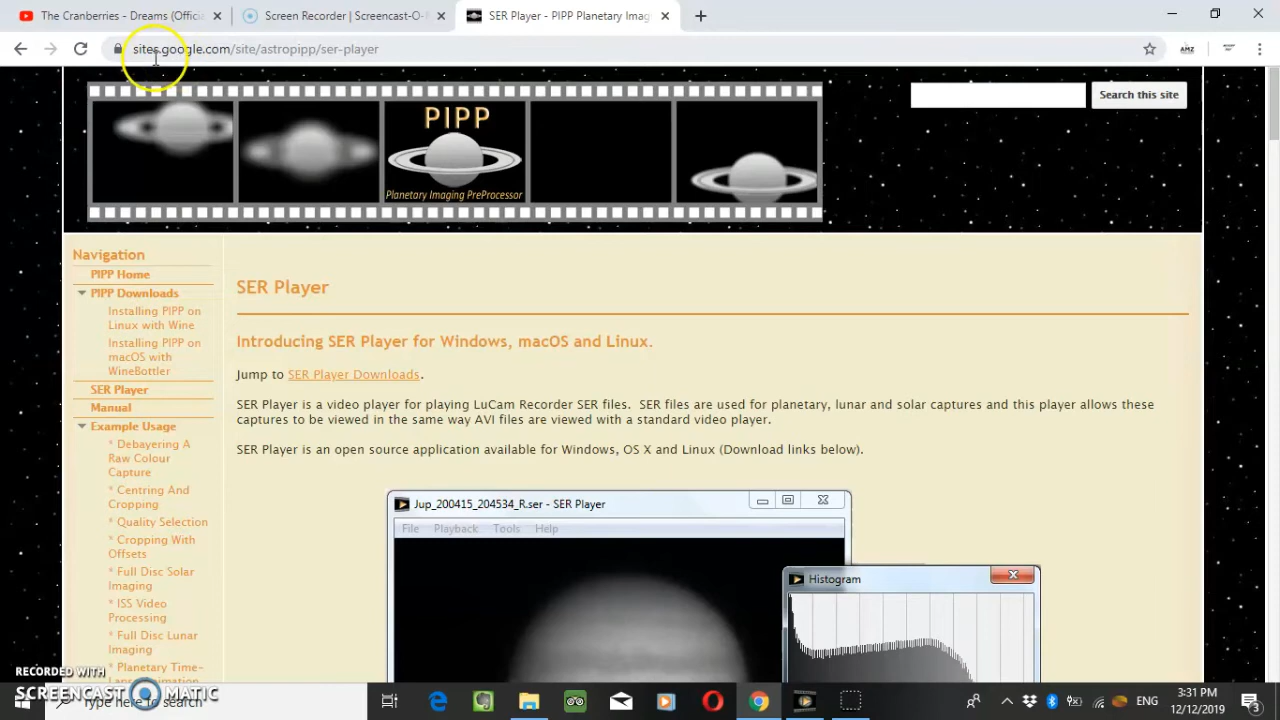 The Cranberries - Dreams (Officia
Screen Recorder | Screencast-O-
SER Player - PIPP Planetary Imag
sites.google.com/site/astropipp/ser-player
PIPP
Planetary Imaging PreProcessor
Search this site
Navigation
PIPP Home
PIPP Downloads
Installing PIPP on
Linux with Wine
Installing PIPP on
macOS with
WineBottler
SER Player
Manual
Example Usage
* Debayering A
Raw Colour
Capture
* Centring And
Cropping
* Quality Selection
* Cropping With
Offsets
* Full Disc Solar
Imaging
* ISS Video
Processing
* Full Disc Lunar
Imaging
* Planetary Time-
SER Player
Introducing SER Player for Windows, macOS and Linux.
Jump to SER Player Downloads.
SER Player is a video player for playing LuCam Recorder SER files. SER files are used for planetary, lunar and solar captures and this player allows these
captures to be viewed in the same way AVI files are viewed with a standard video player.
SER Player is an open source application available for Windows, OS X and Linux (Download links below).
Jup_200415_204534_R.ser - SER Player
File Playback Tools Help
Histogram
RECORDED WITH
SCREENCAST MATIC
Type here to search
ENG
3:31 PM
12/12/2019
3